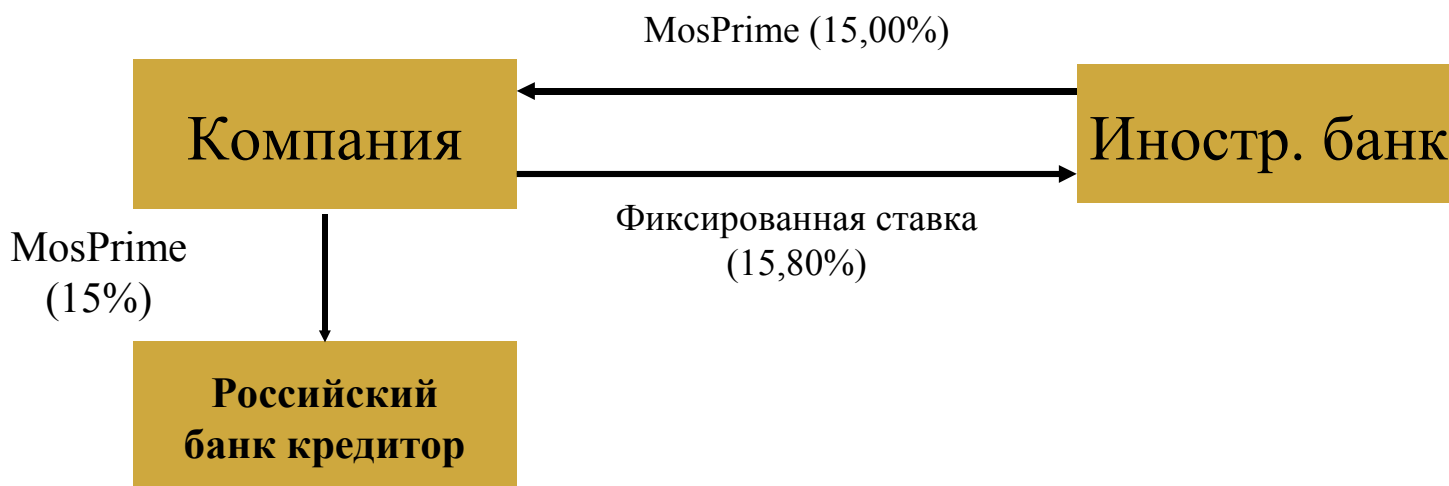 MosPrime (15,00%)
Компания
Иностр. банк
Фиксированная ставка
(15,80%)
MosPrime
(15%)
Российский
банк кредитор